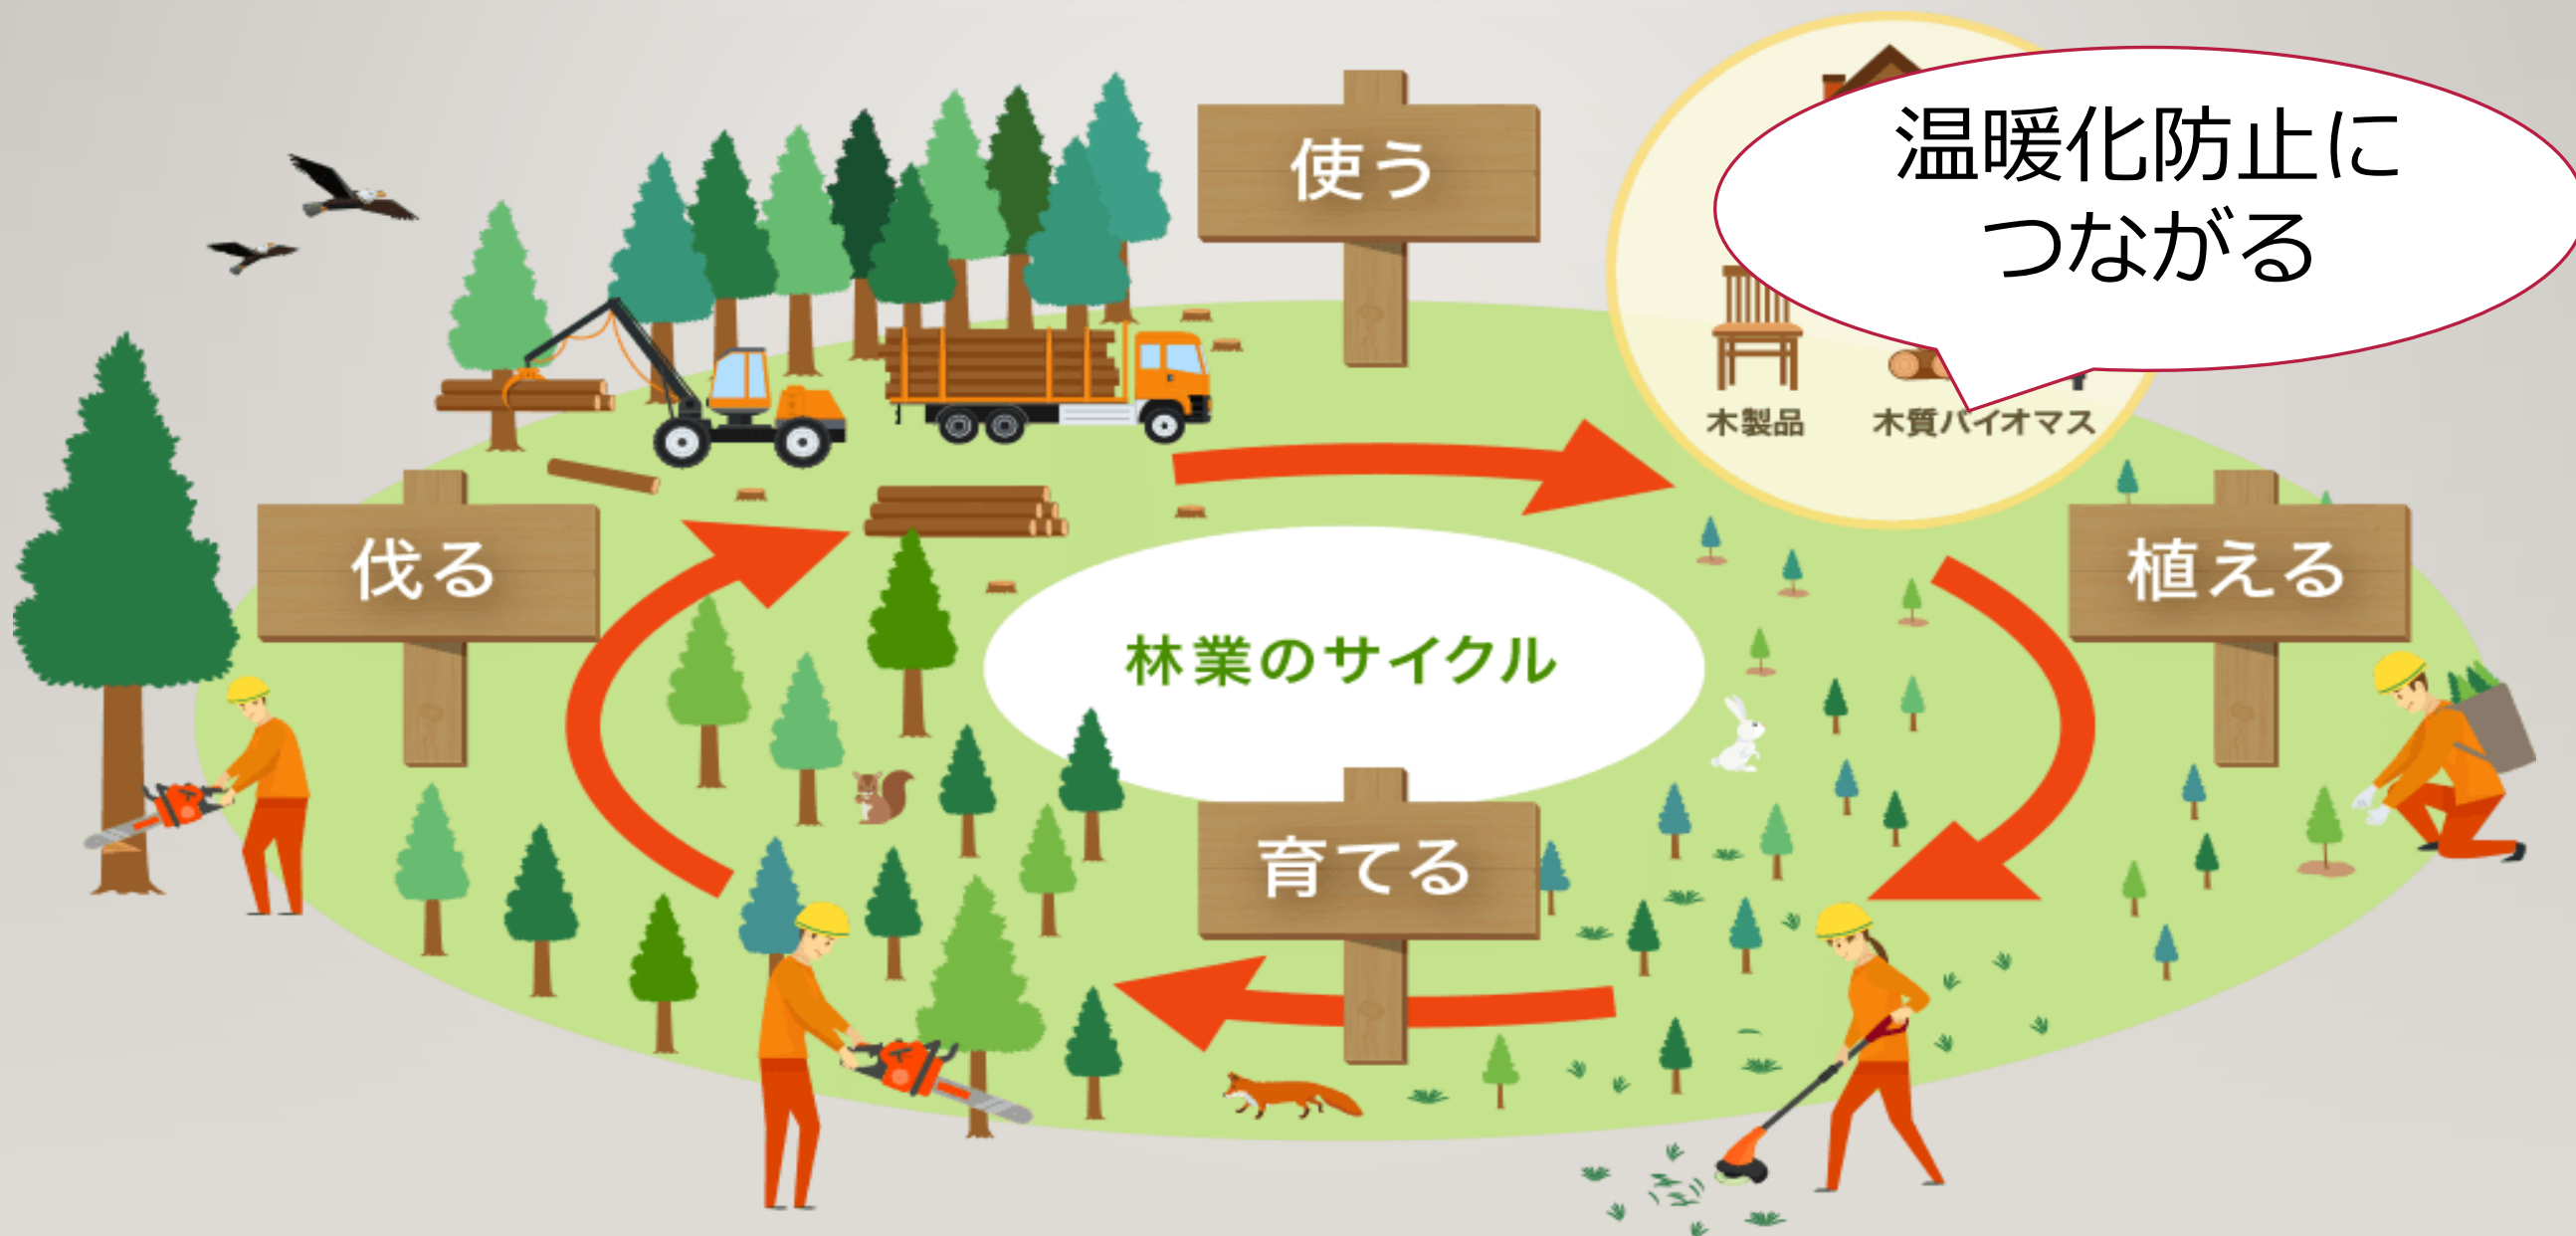 使う
温暖化防止に
つながる
木製品
木質バイオマス
伐る
植える
林業のサイクル
育てる